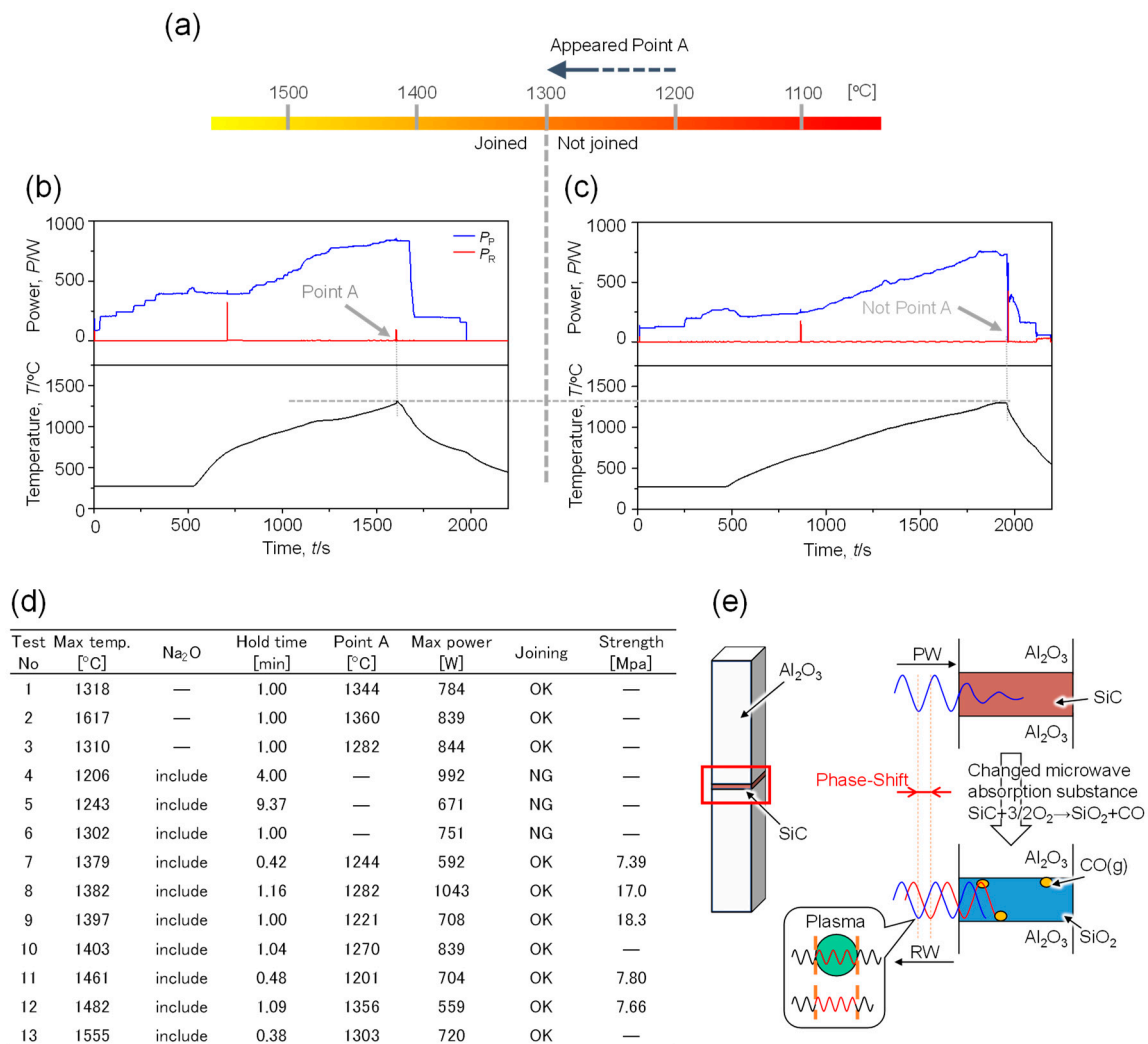 (a)
Appeared Point A
1500 1400 1300 1200 1100 [ºC]
Joined Not joined
(b)
1000
500
0
Power, P/W
P_P
P_R
Point A
1500
1000
500
0
Temperature, T/ºC
0 500 1000 1500 2000
Time, t/s
(c)
1000
500
0
Power, P/W
Not Point A
1500
1000
500
0
Temperature, T/ºC
0 500 1000 1500 2000
Time, t/s
(d)
Test No Max temp. [°C] Na₂O Hold time [min] Point A [°C] Max power [W] Joining Strength [Mpa]
1 1318 — 1.00 1344 784 OK —
2 1617 — 1.00 1360 839 OK —
3 1310 — 1.00 1282 844 OK —
4 1206 include 4.00 — 992 NG —
5 1243 include 9.37 — 671 NG —
6 1302 include 1.00 — 751 NG —
7 1379 include 0.42 1244 592 OK 7.39
8 1382 include 1.16 1282 1043 OK 17.0
9 1397 include 1.00 1221 708 OK 18.3
10 1403 include 1.04 1270 839 OK —
11 1461 include 0.48 1201 704 OK 7.80
12 1482 include 1.09 1356 559 OK 7.66
13 1555 include 0.38 1303 720 OK —
(e)
Al₂O₃
SiC
PW
Al₂O₃
SiC
Al₂O₃
Phase-Shift
Changed microwave
absorption substance
SiC+3/2O₂→SiO₂+CO
Al₂O₃
CO(g)
Plasma
Al₂O₃
SiO₂
RW